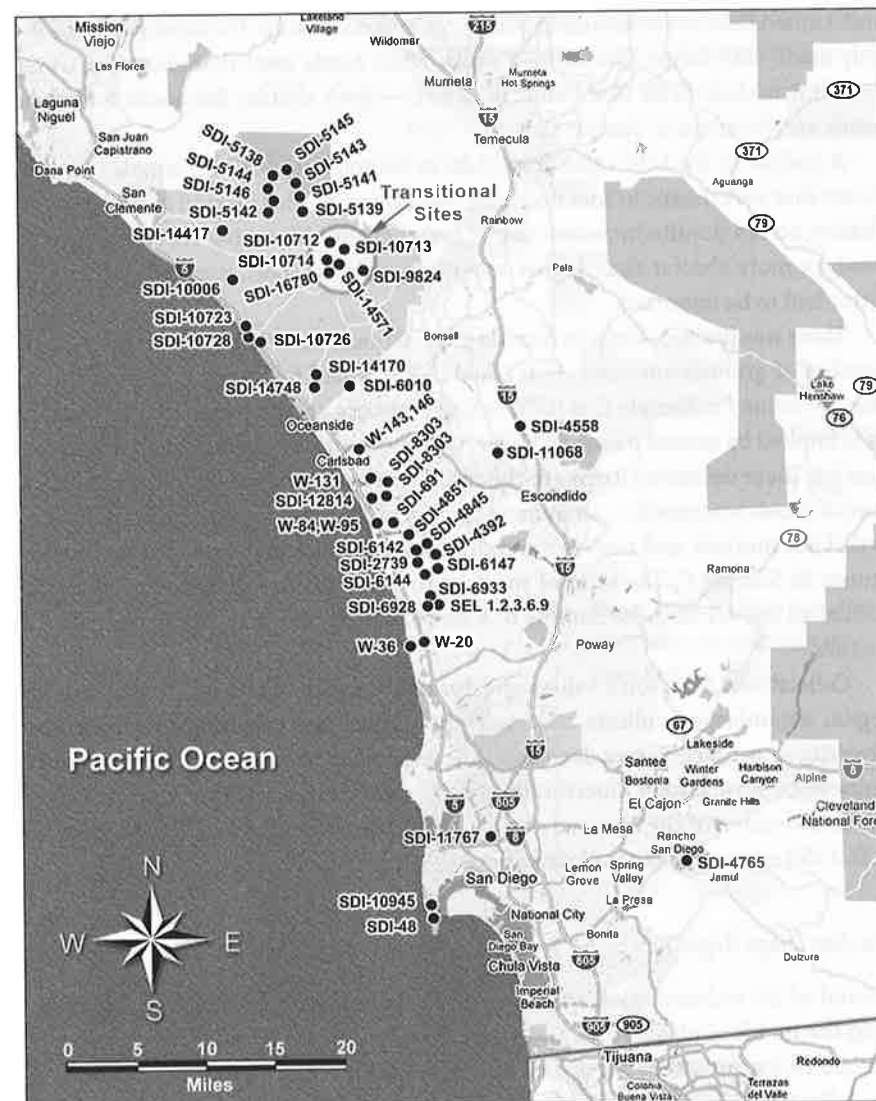 Lakeland
Village
215
Mission
Viejo
Wildomar
Las Flores
Murrieta
Murrieta
Hot Springs
371
Laguna
Niguel
15
Temecula
San Juan
Capistrano
SDI-5138
SDI-5145
SDI-5144
SDI-5143
371
Dana Point
SDI-5146
SDI-5141
Aguanga
San
Clemente
SDI-5142
SDI-5139
Transitional
Sites
Rainbow
79
SDI-14417
SDI-10712
SDI-10713
5
SDI-10714
SDI-9824
Pala
SDI-10006
SDI-16780
SDI-14571
SDI-10723
SDI-10728
SDI-10726
Bonsall
SDI-14170
SDI-14748
SDI-6010
Lake
Henshaw
79
15
76
Oceanside
W-143,146
SDI-4558
Carlsbad
SDI-8303
SDI-11068
W-131
SDI-8303
SDI-12814
SDI-691
Escondido
W-84,W-95
SDI-4851
SDI-4845
78
SDI-6142
SDI-4392
SDI-2739
SDI-6147
15
Ramona
SDI-6144
SDI-6933
SDI-6928
SEL 1.2.3.6.9
W-36
W-20
Poway
67
Pacific Ocean
15
Lakeside
Santee
Bostonia
Winter
Gardens
Harbison
Canyon
Alpine
8
5
805
El Cajon
Granite Hills
Cleveland
National Fore
SDI-11767
8
La Mesa
Rancho
San Diego
SDI-4765
Jamul
San Diego
Lemon
Grove
Spring
Valley
La Presa
N
SDI-10945
National City
SDI-48
San
Diego Bay
Bonita
W
E
Chula Vista
805
Dulzura
S
Imperial
Beach
905
905
0 5 10 20
Miles
Tijuana
Redondo
Colonia
Buena Vista
Terrazas
del Valle